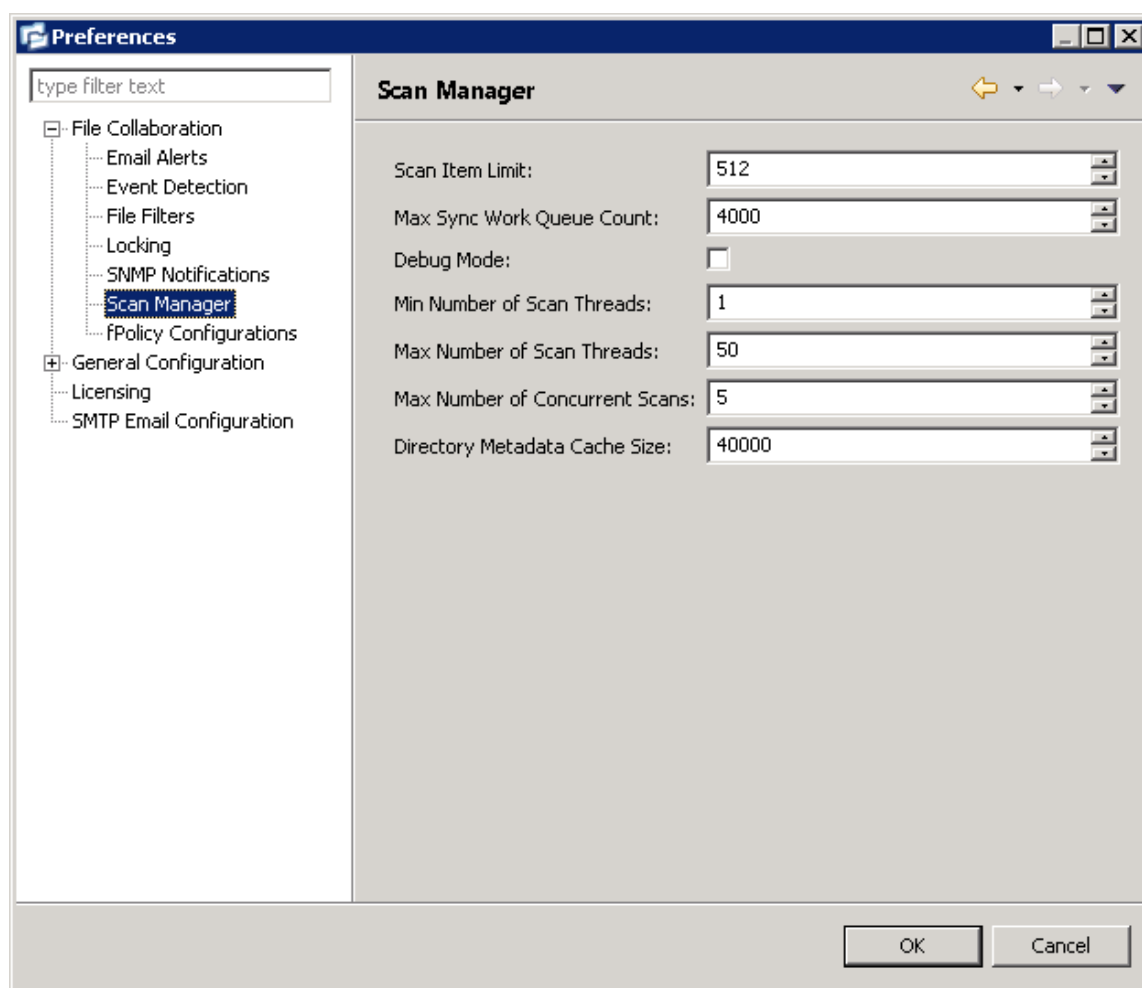 Preferences
type filter text
File Collaboration
Email Alerts
Event Detection
File Filters
Locking
SNMP Notifications
Scan Manager
fPolicy Configurations
General Configuration
Licensing
SMTP Email Configuration
Scan Manager
Scan Item Limit: 512
Max Sync Work Queue Count: 4000
Debug Mode:
Min Number of Scan Threads: 1
Max Number of Scan Threads: 50
Max Number of Concurrent Scans: 5
Directory Metadata Cache Size: 40000
OK Cancel